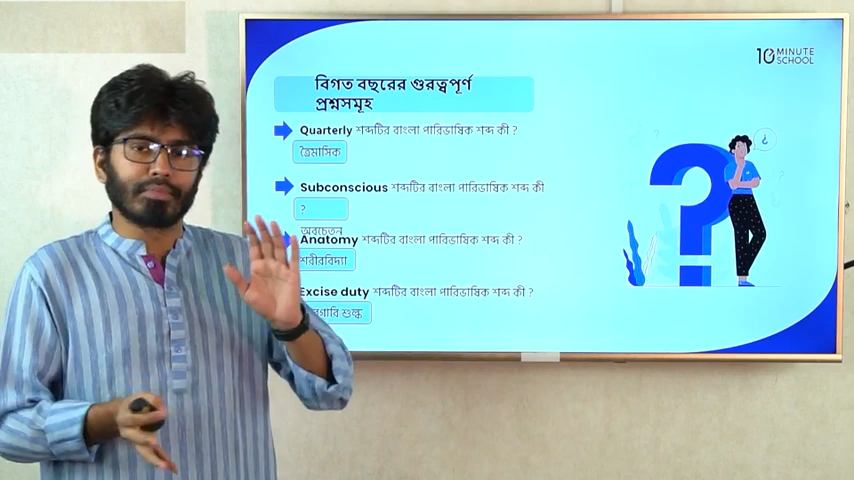 10 MINUTE SCHOOL
বিগত বছরের গুরত্বপূর্ণ
প্রশ্নসমূহ
Quarterly শব্দটির বাংলা পারিভাষিক শব্দ কী ?
ত্রৈমাসিক
Subconscious শব্দটির বাংলা পারিভাষিক শব্দ কী
?
অবচেতন
Anatomy শব্দটির বাংলা পারিভাষিক শব্দ কী ?
শরীরবিদ্যা
Excise duty শব্দটির বাংলা পারিভাষিক শব্দ কী ?
শুল্ক